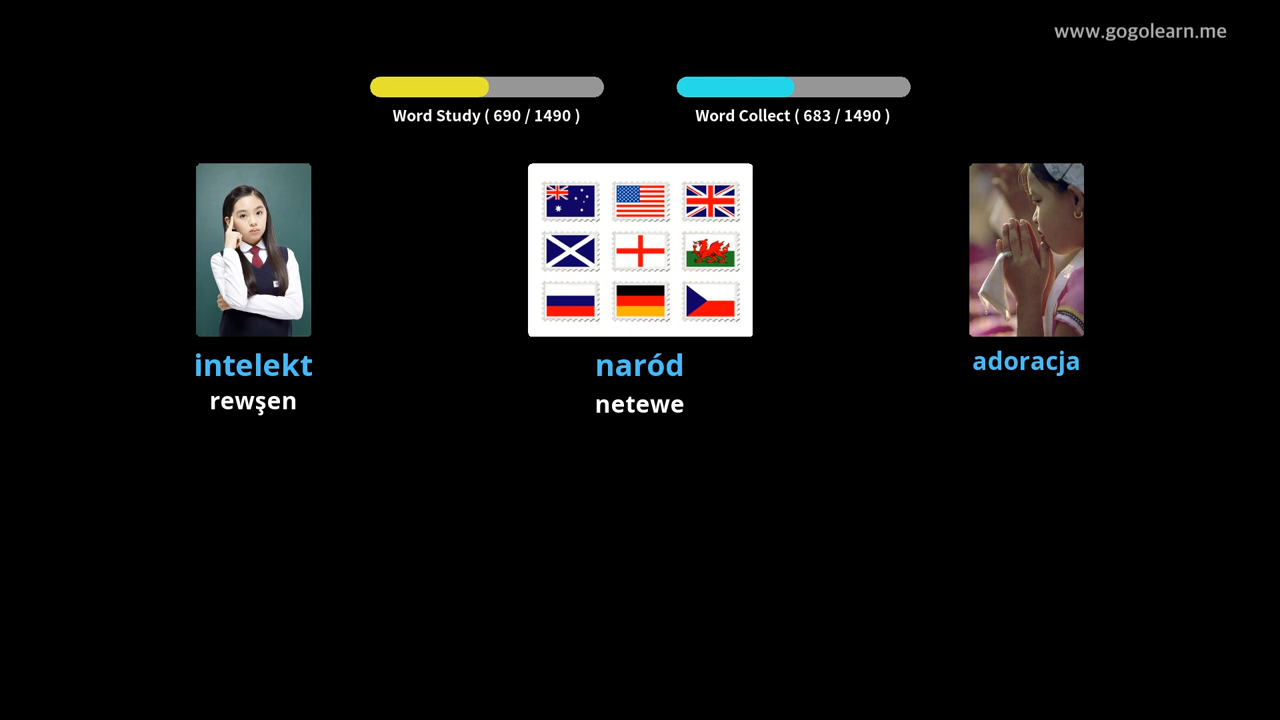 www.gogolearn.me
Word Study ( 690 / 1490 )
Word Collect ( 683 / 1490 )
intelekt
rewşen
naród
netewe
adoracja